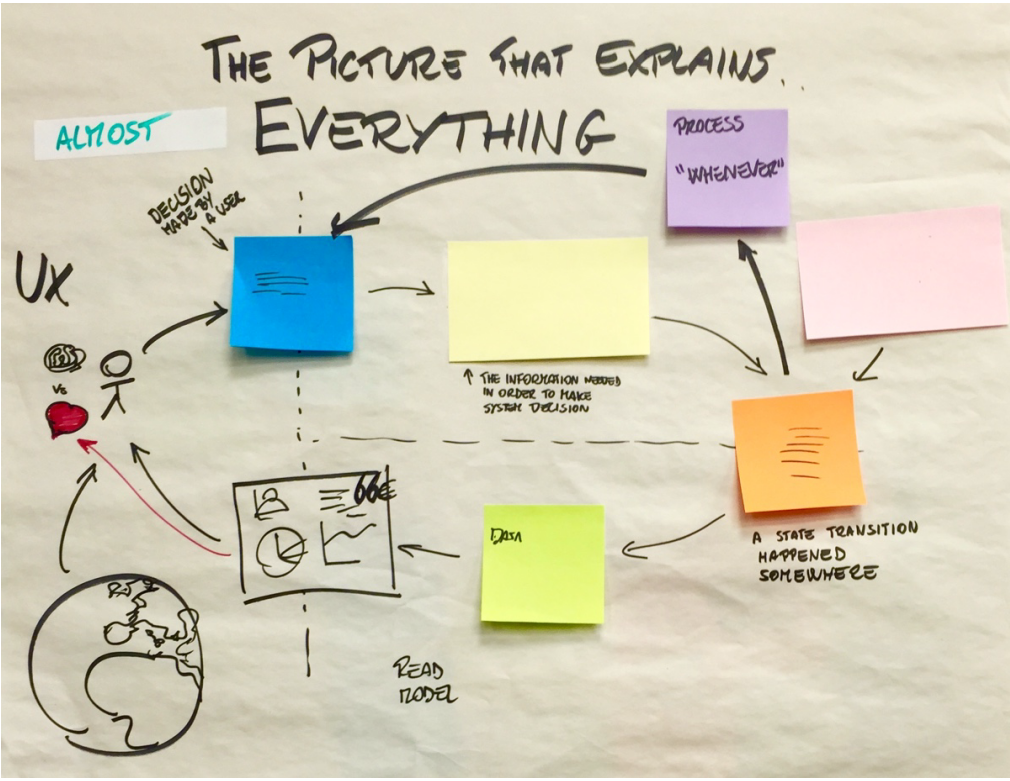 THE PICTURE THAT EXPLAINS..
ALMOST
EVERYTHING
PROCESS
"WHENEVER"
DECISION
MADE BY
A USER
UX
VS
↑ THE INFORMATION NEEDED
IN ORDER TO MAKE
SYSTEM DECISION
66€
DATA
A STATE TRANSITION
HAPPENED
SOMEWHERE
READ
MODEL